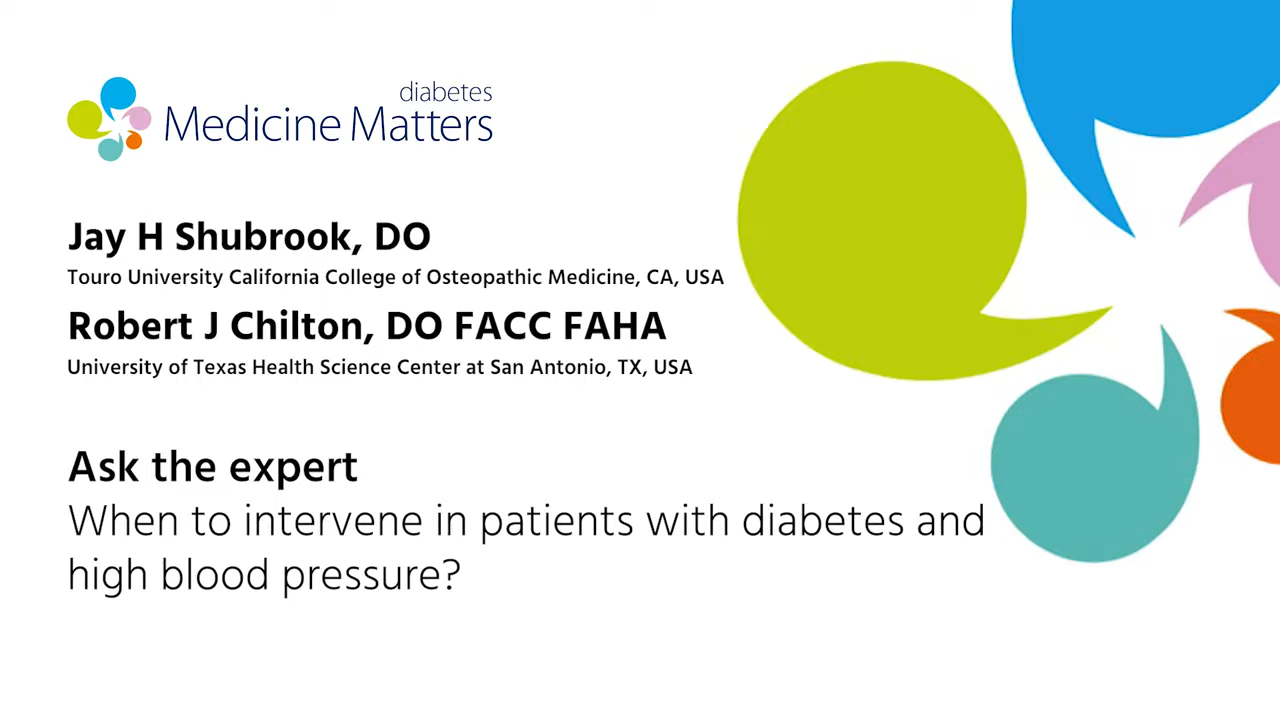 diabetes
Medicine Matters
Jay H Shubrook, DO
Touro University California College of Osteopathic Medicine, CA, USA
Robert J Chilton, DO FACC FAHA
University of Texas Health Science Center at San Antonio, TX, USA
Ask the expert
When to intervene in patients with diabetes and
high blood pressure?